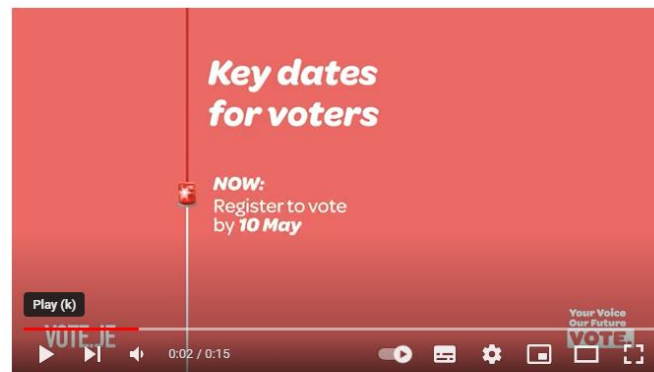 Key dates
for voters
NOW:
Register to vote
by 10 May
Play (k)
VOTE.JE
Your Voice
Our Future
VOTE
0:02 / 0:15